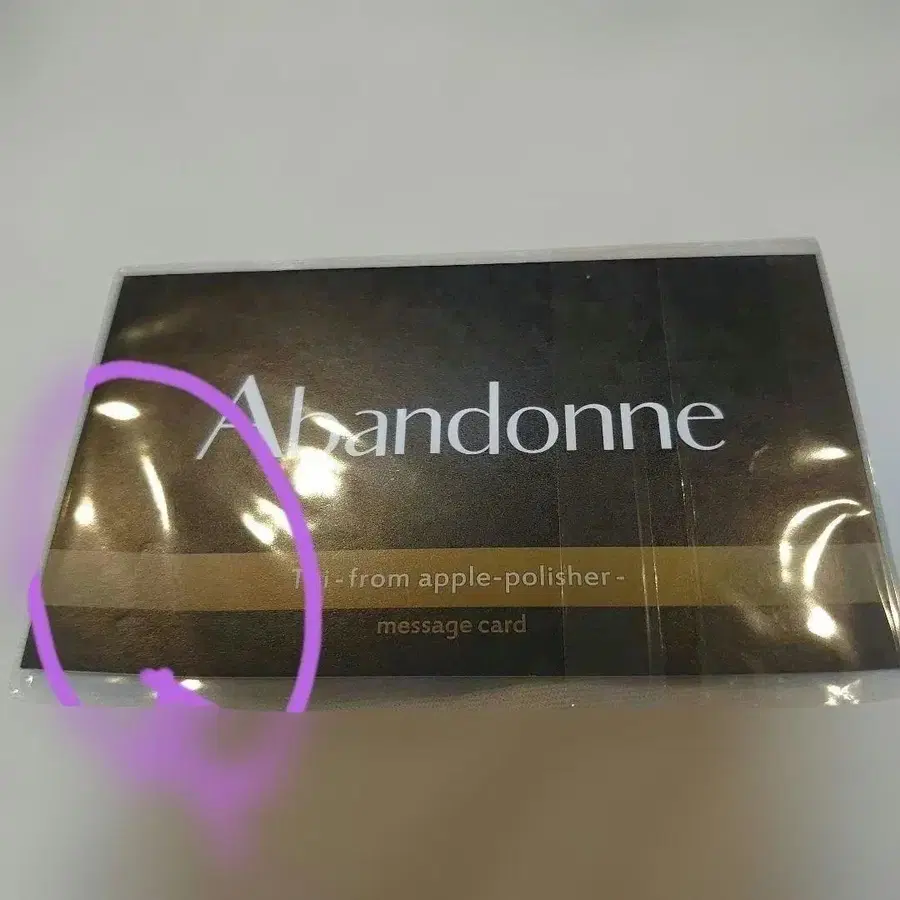 Abandonne
-from apple-polisher-
message card